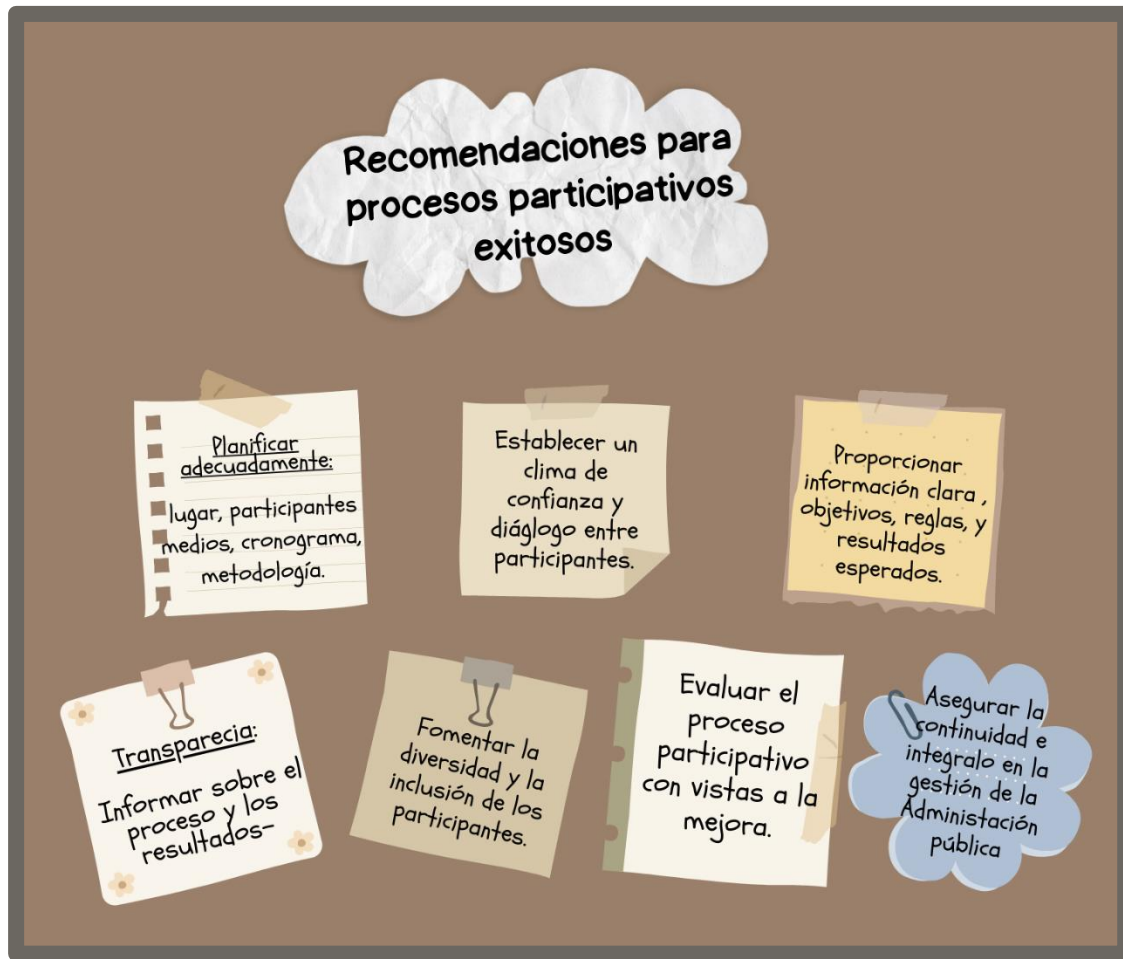 Recomendaciones para
procesos participativos
exitosos
Planificar
adecuadamente:
lugar, participantes
medios, cronograma,
metodología.
Establecer un
clima de
confianza y
diáglogo entre
participantes.
Proporcionar
información clara ,
objetivos, reglas, y
resultados
esperados.
Transparecia:
Informar sobre el
proceso y los
resultados-
Fomentar la
diversidad y la
inclusión de los
participantes.
Evaluar el
proceso
participativo
con vistas a la
mejora.
Asegurar la
continuidad e
integralo en la
gestión de la
Administación
pública